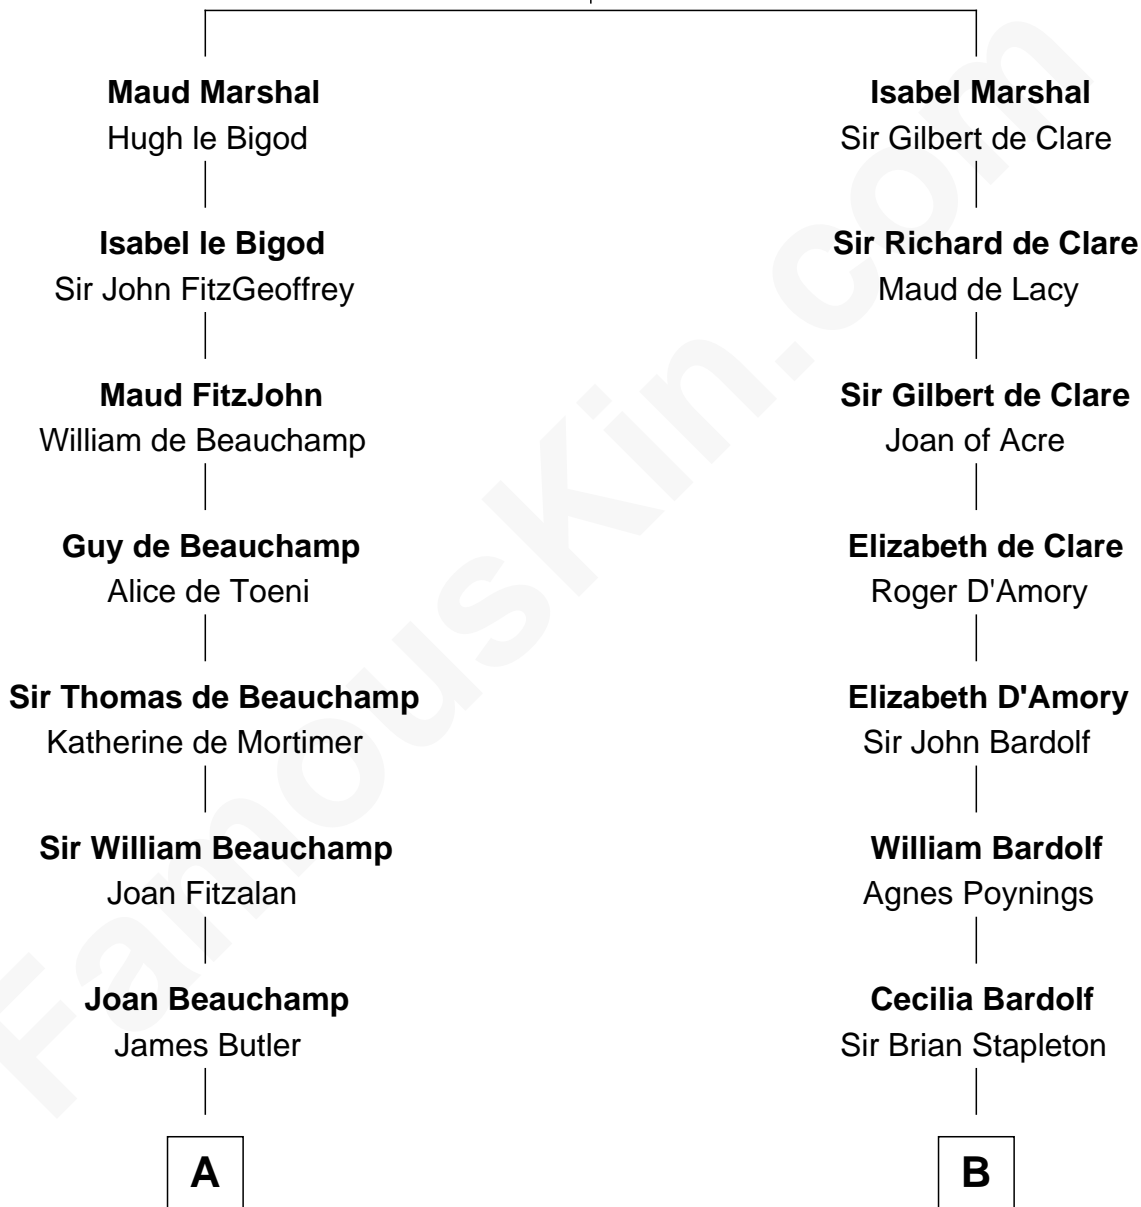 Maud Marshal
Hugh le Bigod
Isabel le Bigod
Sir John FitzGeoffrey
Maud FitzJohn
William de Beauchamp
Guy de Beauchamp
Alice de Toeni
Sir Thomas de Beauchamp
Katherine de Mortimer
Sir William Beauchamp
Joan Fitzalan
Joan Beauchamp
James Butler
A
Isabel Marshal
Sir Gilbert de Clare
Sir Richard de Clare
Maud de Lacy
Sir Gilbert de Clare
Joan of Acre
Elizabeth de Clare
Roger D'Amory
Elizabeth D'Amory
Sir John Bardolf
William Bardolf
Agnes Poynings
Cecilia Bardolf
Sir Brian Stapleton
B
FamousKin.com